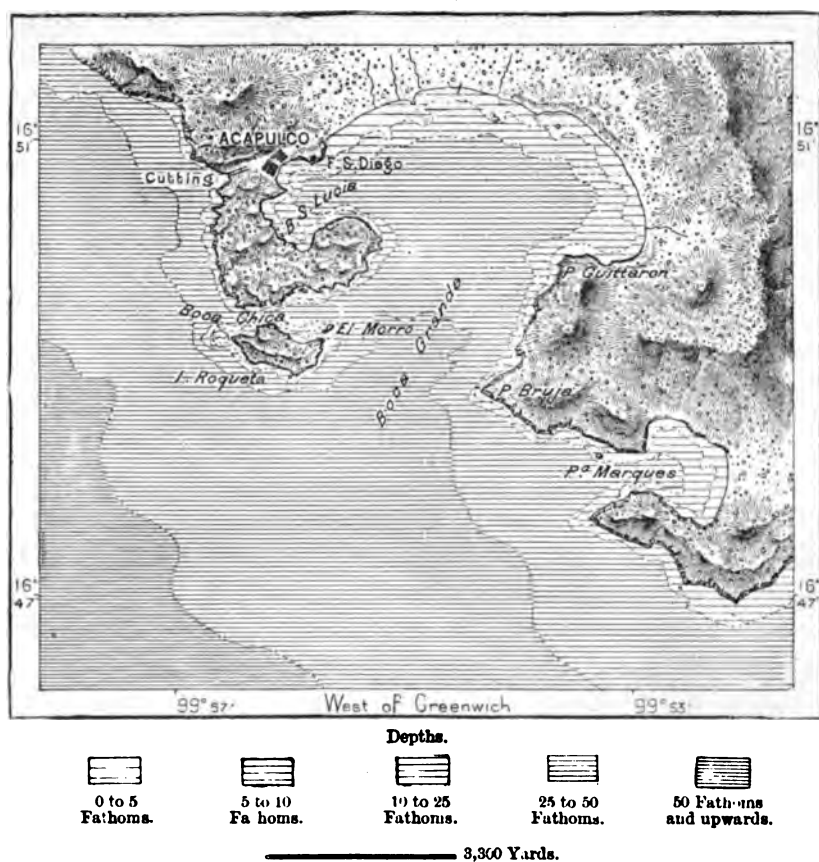 16°
51'
16°
51'
ACAPULCO
Cutting
F. S. Diego
B. S. Lucia
P. Guittaron
Boca Chica
El Morro
Boca Grande
I. Roqueta
P. Bruja
Pª Marques
16°
47'
16°
47'
99° 57'
West of Greenwich
99° 53'
Depths.
0 to 5
Fathoms.
5 to 10
Fa homs.
10 to 25
Fathoms.
25 to 50
Fathoms.
50 Fathoms
and upwards.
3,300 Yards.